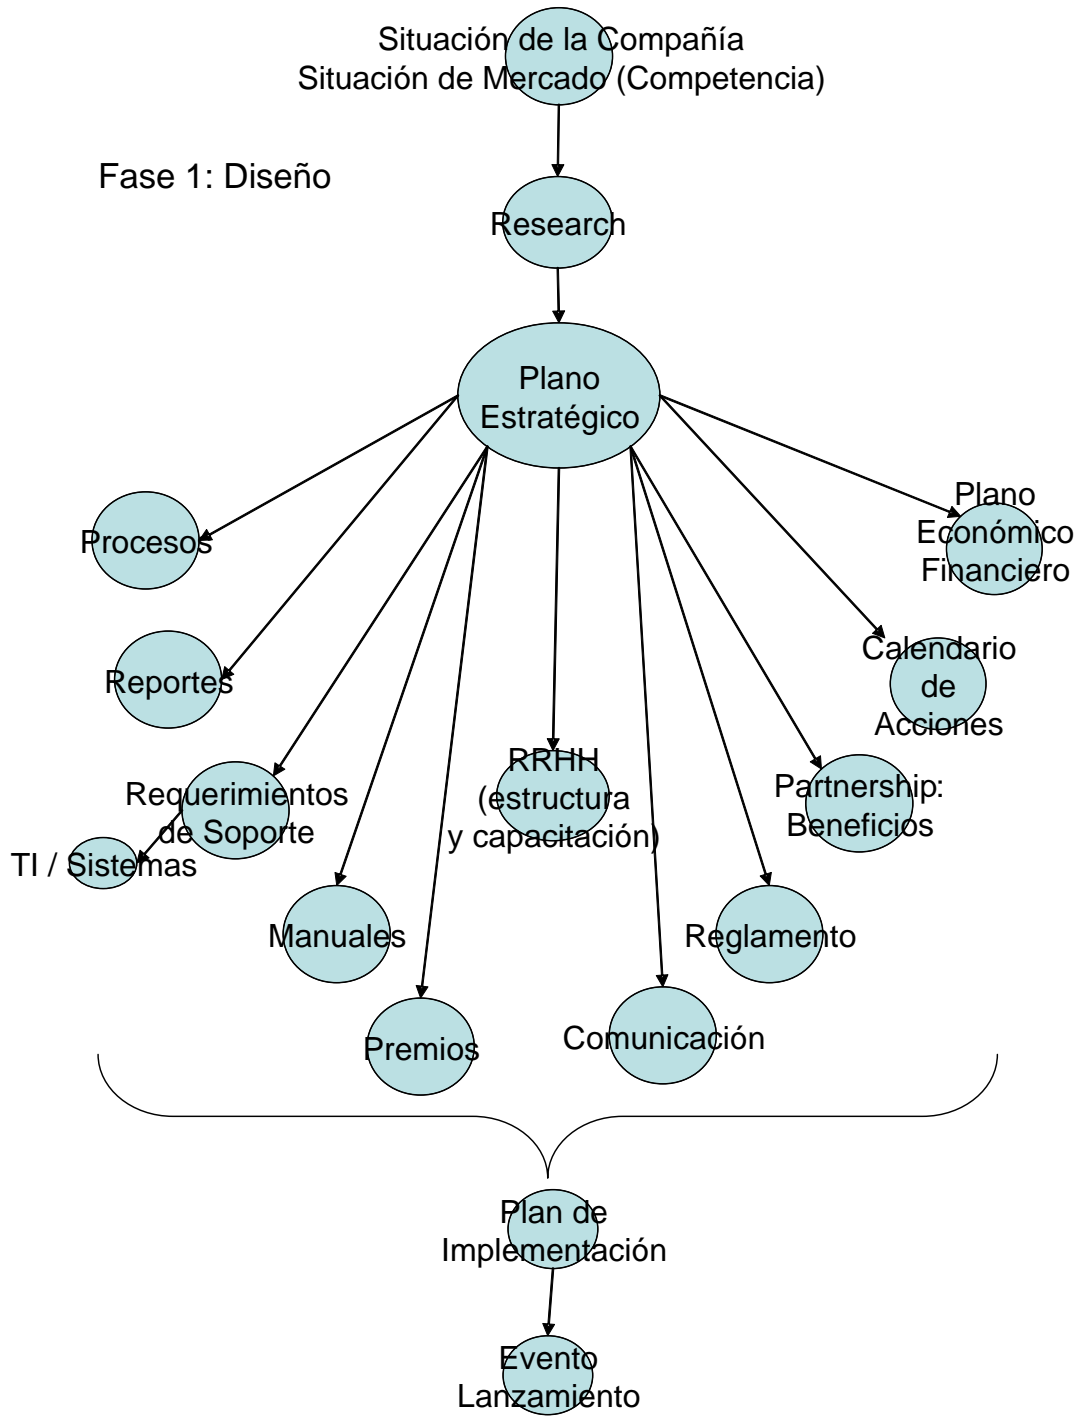 Situación de la Compañía
Situación de Mercado (Competencia)
Fase 1: Diseño
Research
Plano
Estratégico
Procesos
Plano
Económico
Financiero
Reportes
Calendario
de
Acciones
Requerimientos
de Soporte
RRHH
(estructura
y capacitación)
Partnership:
Beneficios
TI / Sistemas
Manuales
Reglamento
Premios
Comunicación
Plan de
Implementación
Evento
Lanzamiento